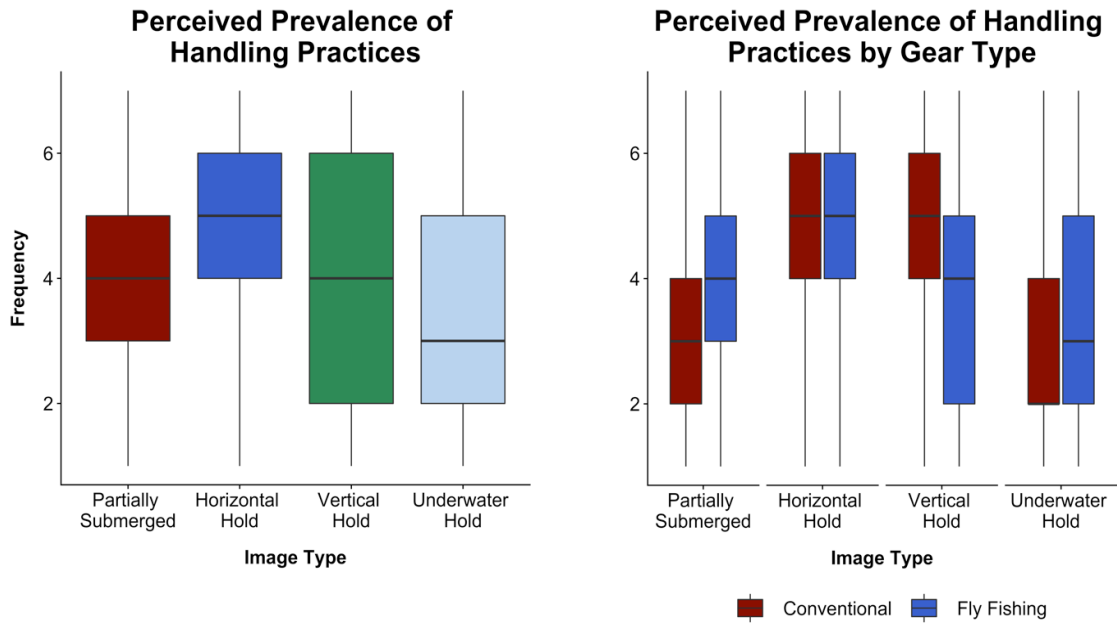 Perceived Prevalence of
Handling Practices
Frequency
6
4
2
Partially
Submerged
Horizontal
Hold
Vertical
Hold
Underwater
Hold
Image Type
Perceived Prevalence of Handling
Practices by Gear Type
6
4
2
Partially
Submerged
Horizontal
Hold
Vertical
Hold
Underwater
Hold
Image Type
Conventional
Fly Fishing